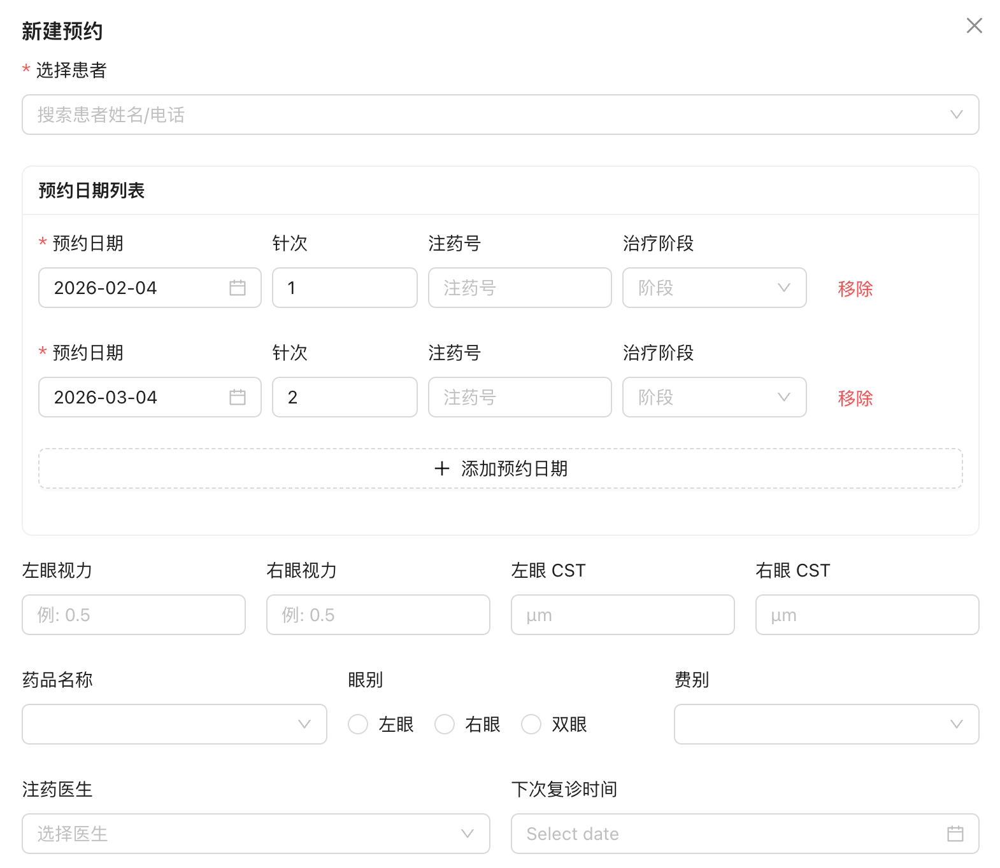 新建预约
* 选择患者
搜索患者姓名/电话
预约日期列表
* 预约日期 针次 注药号 治疗阶段
2026-02-04 1 注药号 阶段 移除
* 预约日期 针次 注药号 治疗阶段
2026-03-04 2 注药号 阶段 移除
+ 添加预约日期
左眼视力 右眼视力 左眼 CST 右眼 CST
例: 0.5 例: 0.5 μm μm
药品名称 眼别 费别
左眼 右眼 双眼
注药医生 下次复诊时间
选择医生 Select date